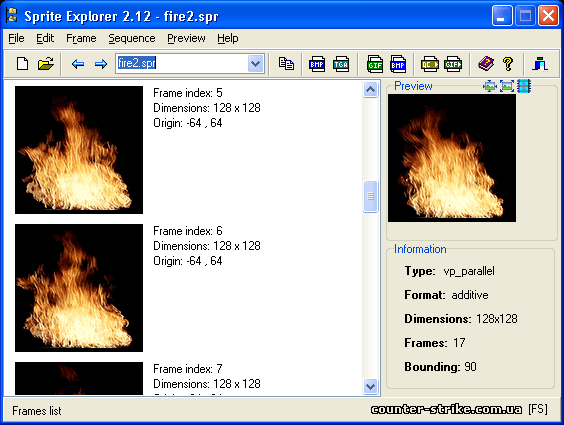 Sprite Explorer 2.12 - fire2.spr
File Edit Frame Sequence Preview Help
fire2.spr
BMP TGA GIF BMP QC GIF
Frame index: 5
Dimensions: 128 x 128
Origin: -64 , 64
Frame index: 6
Dimensions: 128 x 128
Origin: -64 , 64
Frame index: 7
Dimensions: 128 x 128
Preview
Information
Type: vp_parallel
Format: additive
Dimensions: 128x128
Frames: 17
Bounding: 90
Frames list
counter-strike.com.ua [FS]